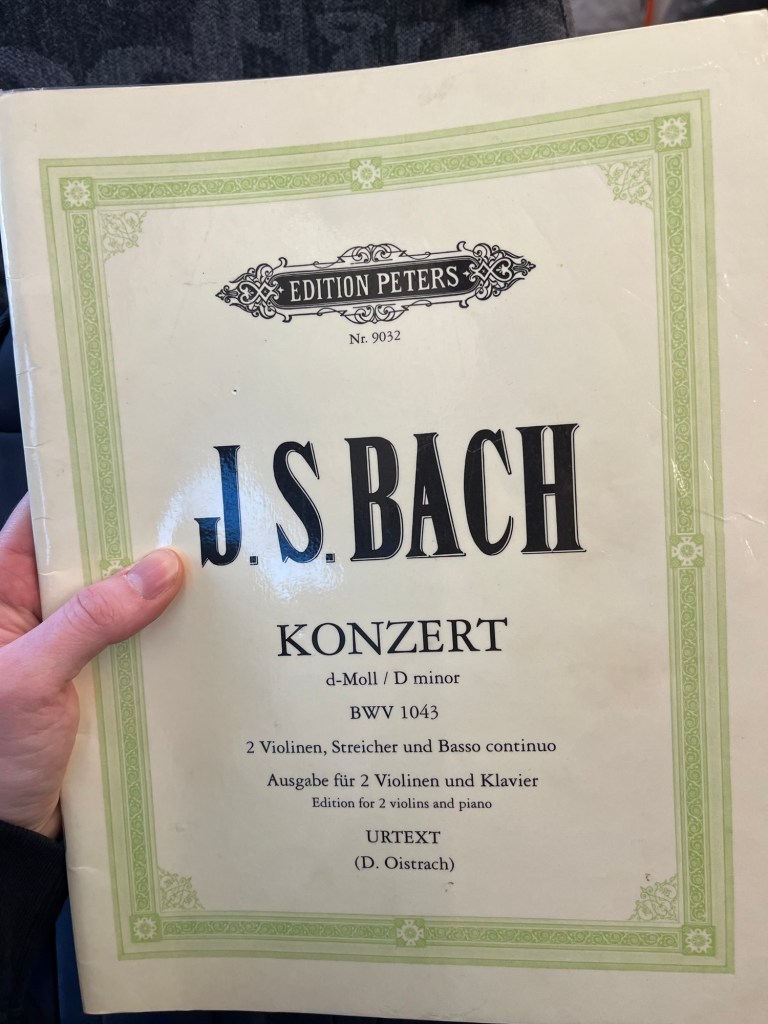 EDITION PETERS
Nr. 9032
J. S. BACH
KONZERT
d-Moll / D minor
BWV 1043
2 Violinen, Streicher und Basso continuo
Ausgabe für 2 Violinen und Klavier
Edition for 2 violins and piano
URTEXT
(D. Oistrach)